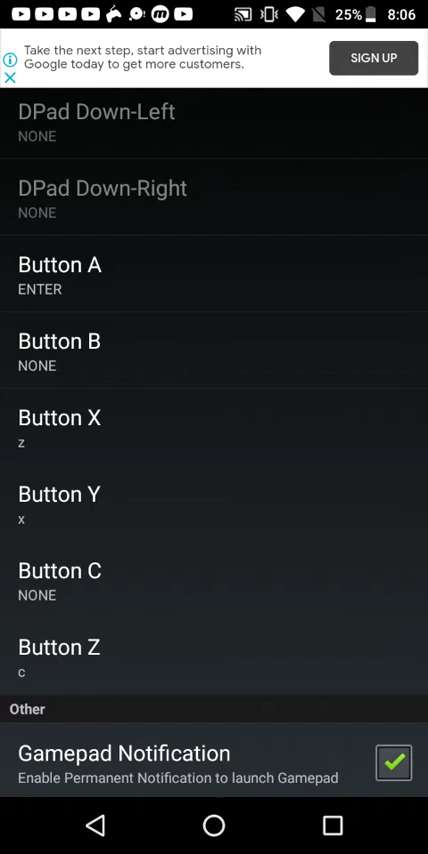 25% 8:06
Take the next step, start advertising with
Google today to get more customers.
SIGN UP
DPad Down-Left
NONE
DPad Down-Right
NONE
Button A
ENTER
Button B
NONE
Button X
z
Button Y
x
Button C
NONE
Button Z
c
Other
Gamepad Notification
Enable Permanent Notification to launch Gamepad